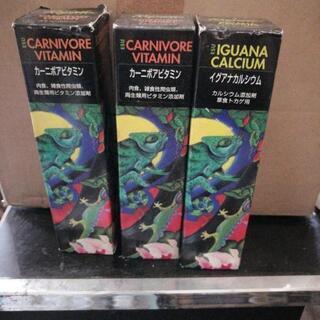 CARNIVORE
VITAMIN
カーニボアビタミン
肉食、雑食性爬虫類、
両生類用ビタミン添加剤
CARNIVORE
VITAMIN
カーニボアビタミン
肉食、雑食性爬虫類、
両生類用ビタミン添加剤
IGUANA
CALCIUM
イグアナカルシウム
カルシウム添加剤
草食トカゲ用